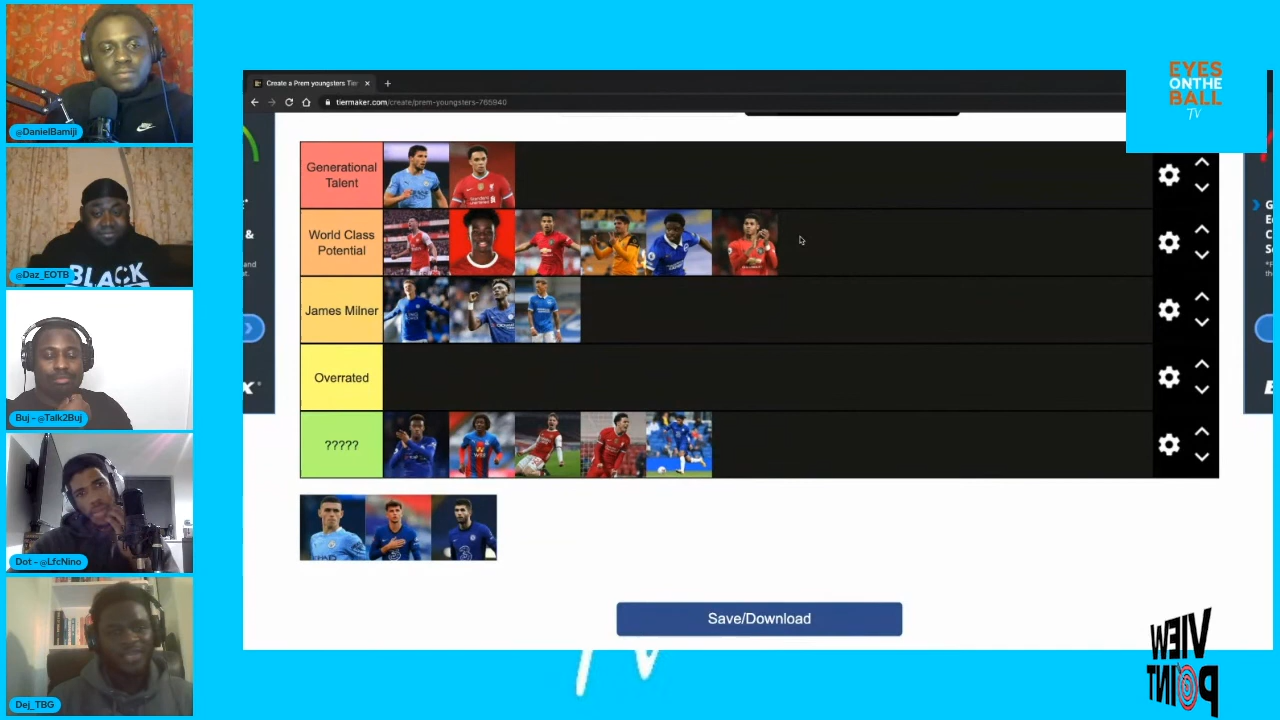 @DanielBamiji
@Daz_EOTB
BLACK
Buj - @Talk2Buj
Dot - @LfcNino
Dej_TBG
Create a Prem youngsters Tier
tiermaker.com/create/prem-youngsters-765940
Generational
Talent
World Class
Potential
James Milner
Overrated
?????
Save/Download
EYES
ON THE
BALL
TV
TV
VIEW
POINT